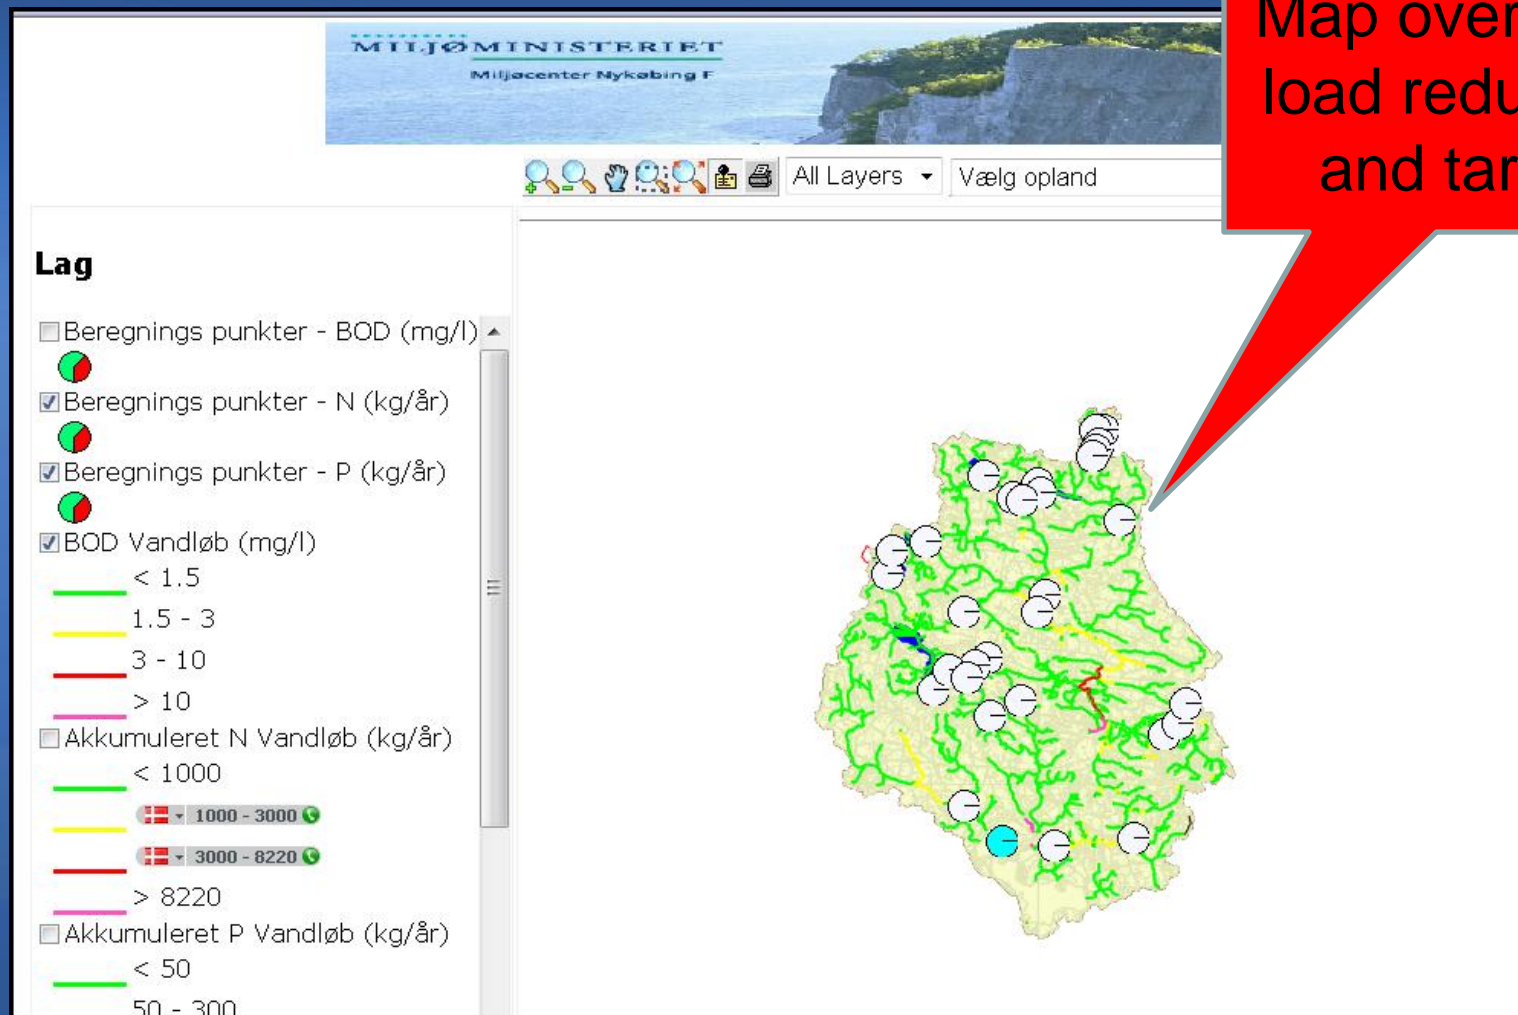 MILJØMINISTERIET
Miljøcenter Nykøbing F
Map over
load redu
and tar
All Layers
Vælg opland
Lag
Beregnings punkter - BOD (mg/l)
Beregnings punkter - N (kg/år)
Beregnings punkter - P (kg/år)
BOD Vandløb (mg/l)
< 1.5
1.5 - 3
3 - 10
> 10
Akkumuleret N Vandløb (kg/år)
< 1000
1000 - 3000
3000 - 8220
> 8220
Akkumuleret P Vandløb (kg/år)
< 50
50 - 300